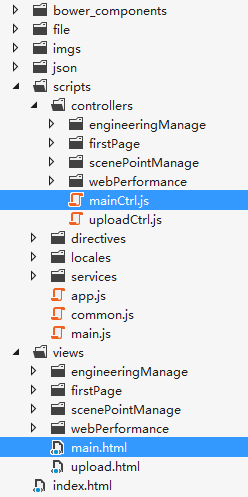 bower_components
file
imgs
json
scripts
controllers
engineeringManage
firstPage
scenePointManage
webPerformance
mainCtrl.js
uploadCtrl.js
directives
locales
services
app.js
common.js
main.js
views
engineeringManage
firstPage
scenePointManage
webPerformance
main.html
upload.html
index.html